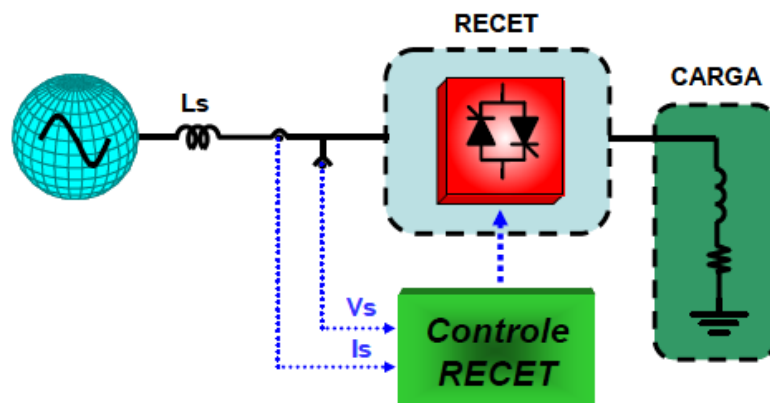 RECET
CARGA
Ls
Vs
Is
Controle
RECET